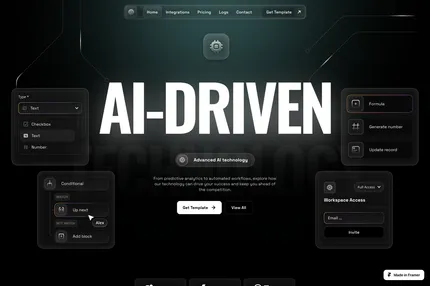 Home Integrations Pricing Logs Contact Get Template
Type *
Text
Checkbox
Text
Number
AI-DRIVEN
Formula
Generate number
Update record
Advanced AI technology
From predictive analytics to automated workflows, explore how
our technology can drive your success and keep you ahead of
the competition.
Get Template
View All
Conditional
Up next
Alex
Add block
Full Access
Workspace Access
Email ...
Invite
Made in Framer